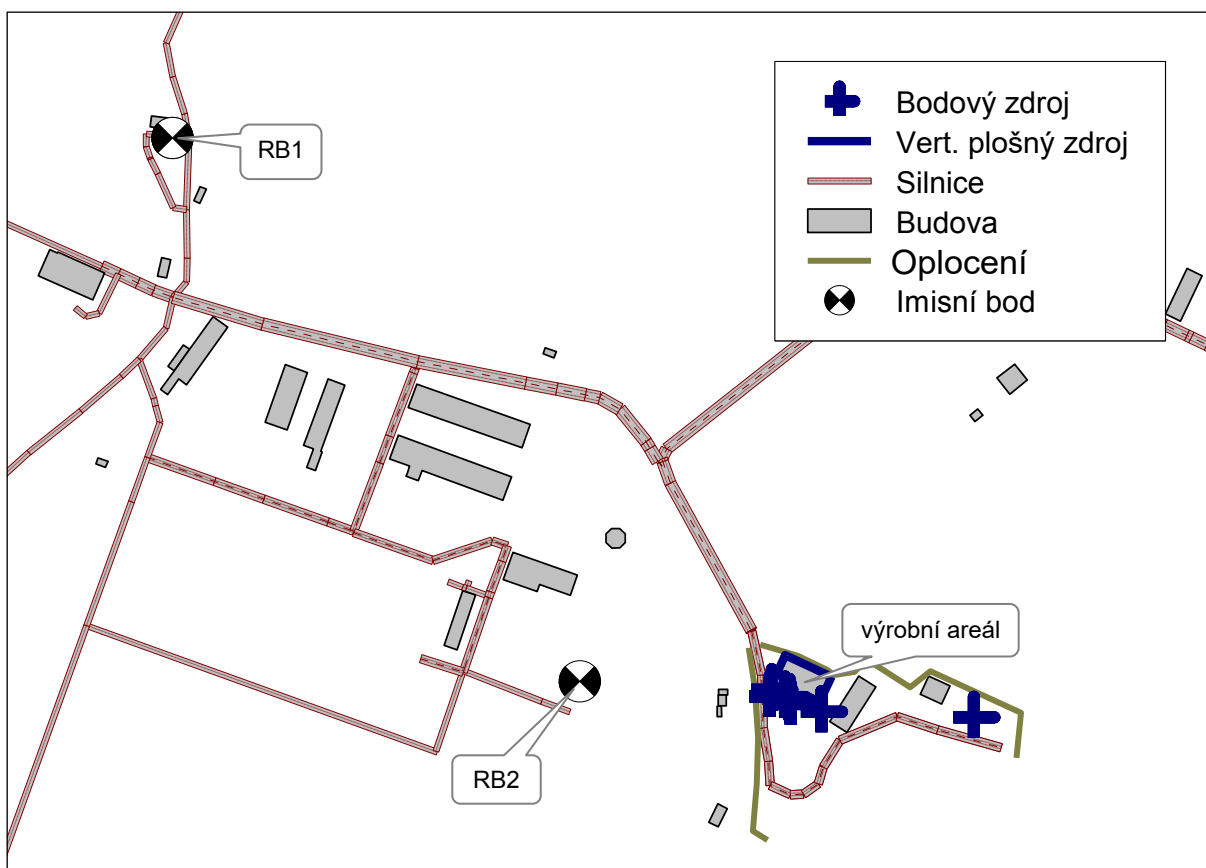 RB1
Bodový zdroj
Vert. plošný zdroj
Silnice
Budova
Oplocení
Imisní bod
výrobní areál
RB2